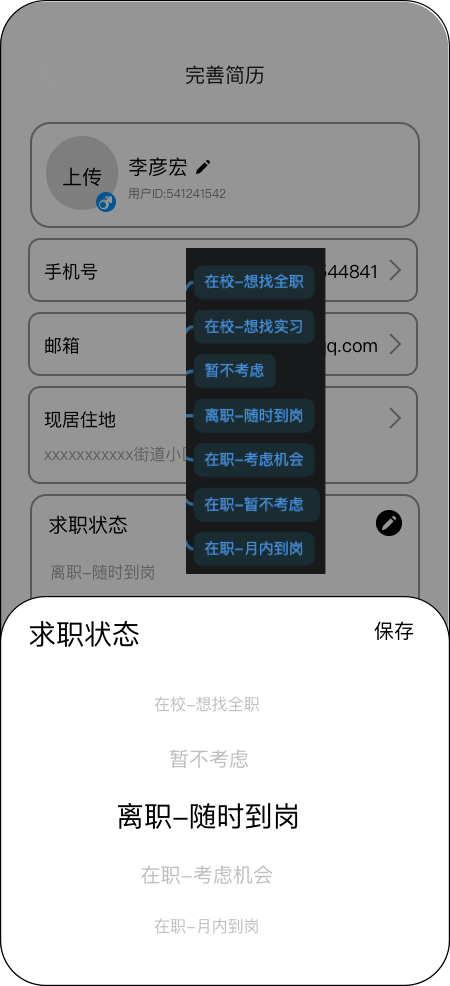 完善简历
上传
李彦宏
用户ID:541241542
手机号
544841
邮箱
q.com
现居住地
xxxxxxxxxxx街道小
求职状态
离职-随时到岗
在校-想找全职
在校-想找实习
暂不考虑
离职-随时到岗
在职-考虑机会
在职-暂不考虑
在职-月内到岗
求职状态
保存
在校-想找全职
暂不考虑
离职-随时到岗
在职-考虑机会
在职-月内到岗